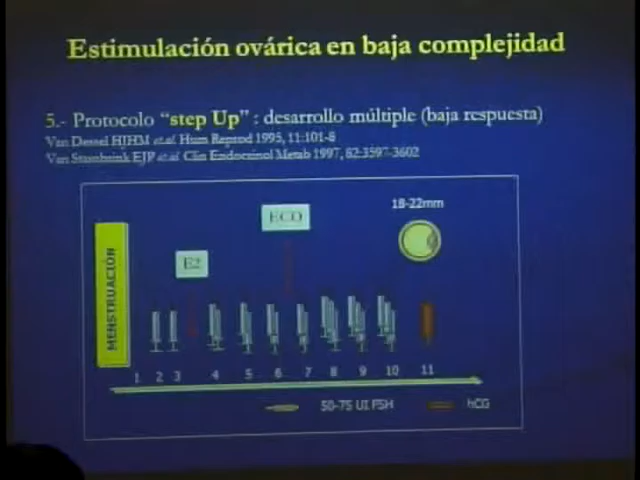 Estimulación ovárica en baja complejidad
5.- Protocolo "step Up" : desarrollo múltiple (baja respuesta)
Van Dessel HJHM et al. Hum Reprod 1995, 11:101-8
Van EJP et al. Clin Endocrinol Metab 1997, 82:3597-3602
18-22mm
ECO
E2
MENSTRUACIÓN
1 2 3 4 5 6 7 8 9 10 11
50-75 UI FSH hCG